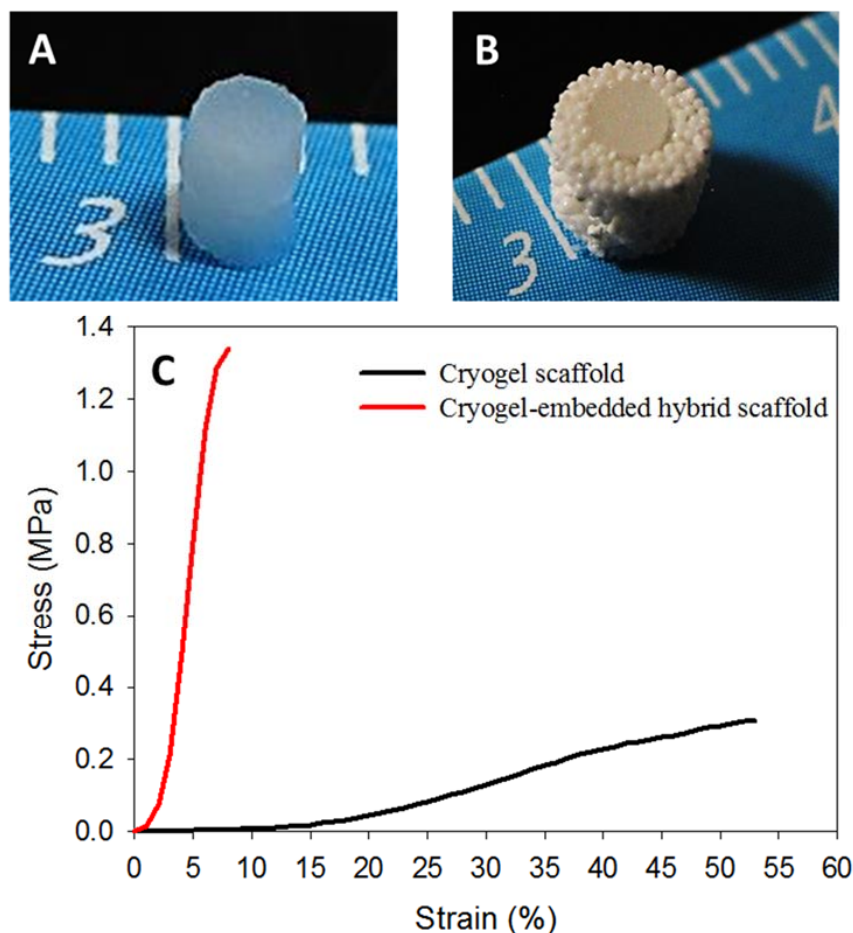 A
3
B
3
4
C
Cryogel scaffold
Cryogel-embedded hybrid scaffold
Stress (MPa)
1.4
1.2
1.0
0.8
0.6
0.4
0.2
0.0
0 5 10 15 20 25 30 35 40 45 50 55 60
Strain (%)